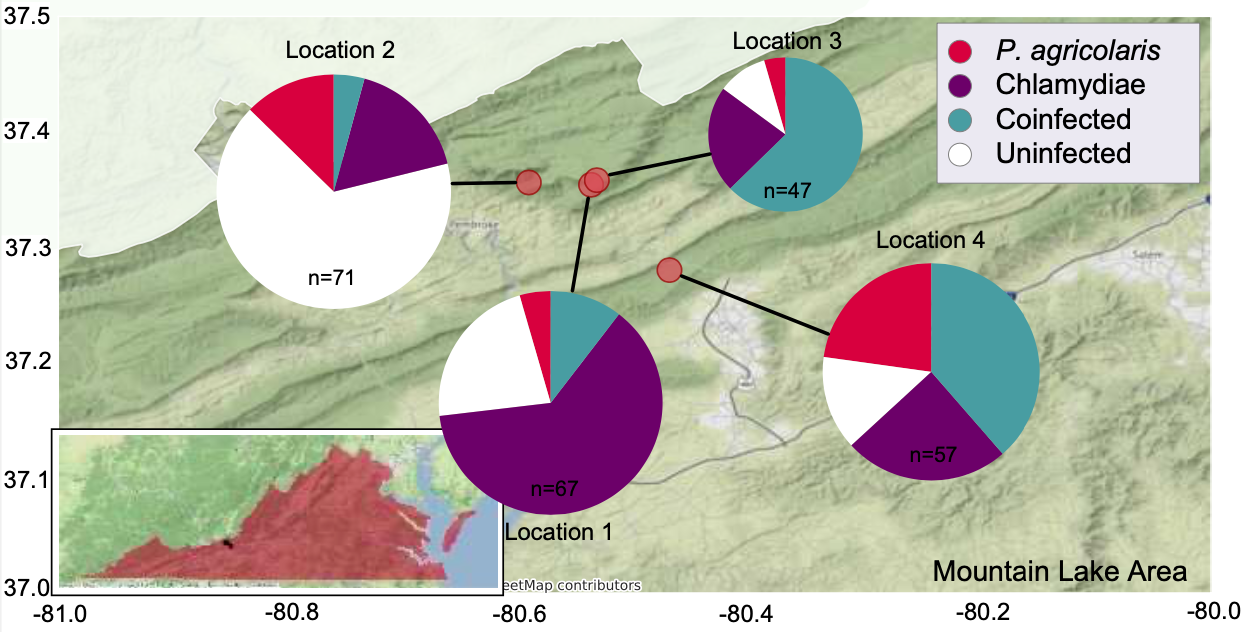 37.5
37.4
37.3
37.2
37.1
37.0
Location 2
n=71
Location 3
n=47
P. agricolaris
Chlamydiae
Coinfected
Uninfected
Pembroke
Location 4
n=57
Salem
n=67
Location 1
eetMap contributors
Mountain Lake Area
-81.0
-80.8
-80.6
-80.4
-80.2
-80.0